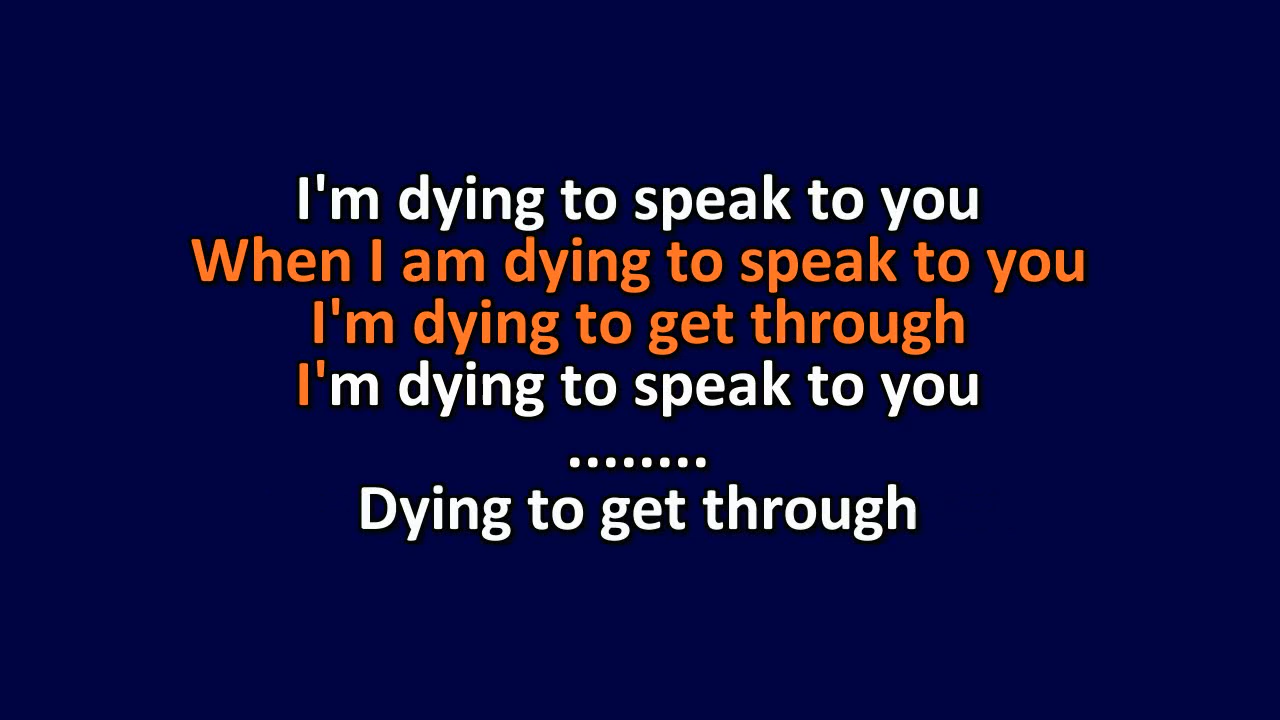 I'm dying to speak to you
When I am dying to speak to you
I'm dying to get through
I'm dying to speak to you
........
Dying to get through